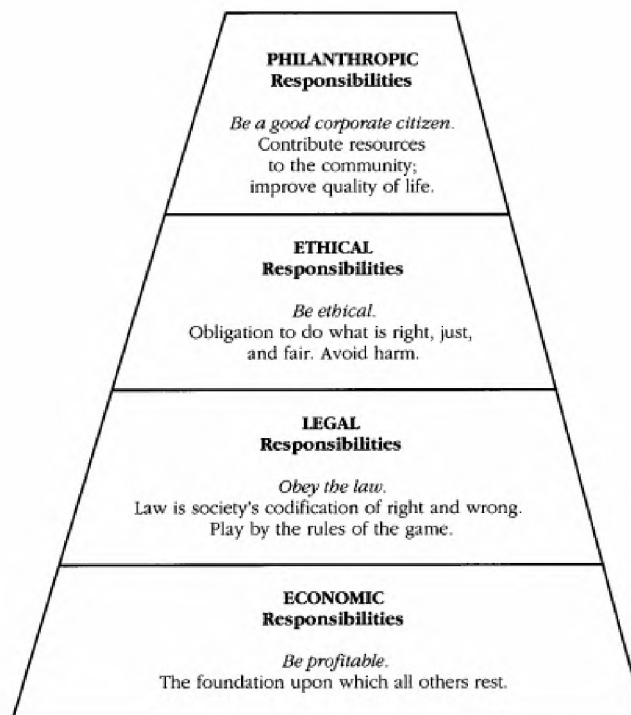 PHILANTHROPIC
Responsibilities
Be a good corporate citizen.
Contribute resources
to the community;
improve quality of life.
ETHICAL
Responsibilities
Be ethical.
Obligation to do what is right, just,
and fair. Avoid harm.
LEGAL
Responsibilities
Obey the law.
Law is society's codification of right and wrong.
Play by the rules of the game.
ECONOMIC
Responsibilities
Be profitable.
The foundation upon which all others rest.